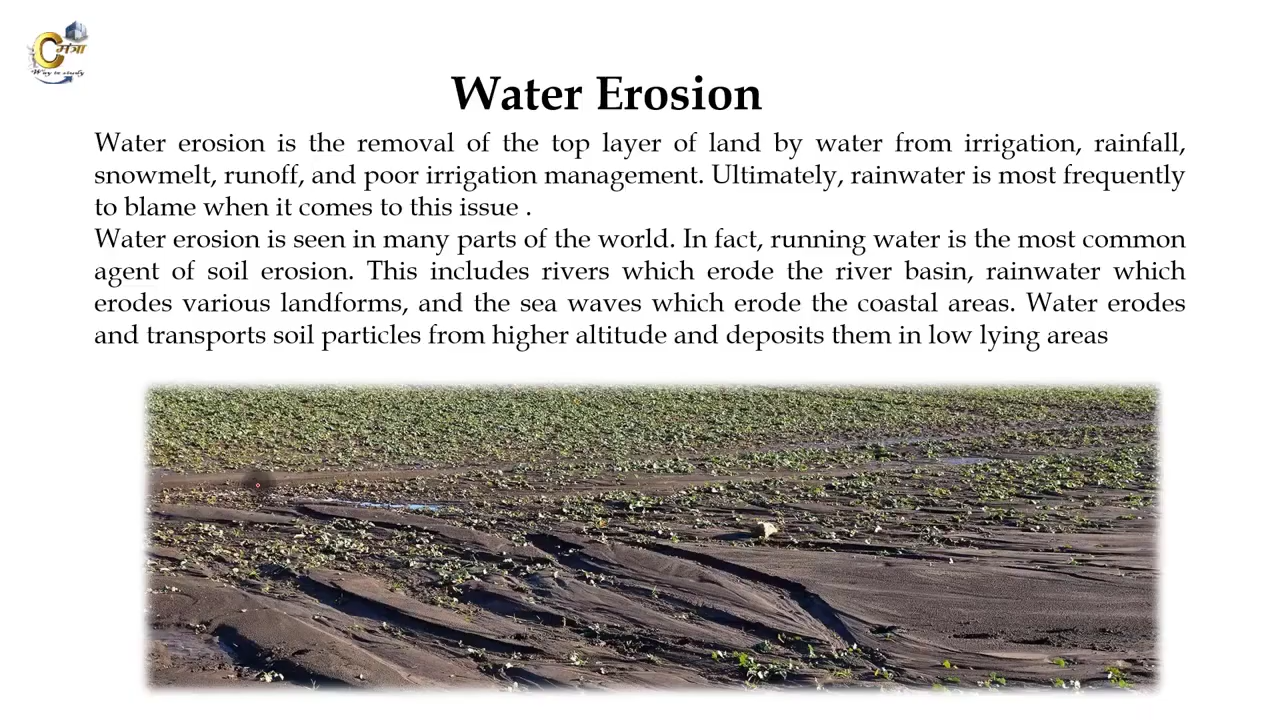 C मंत्रा
Way to study
Water Erosion
Water erosion is the removal of the top layer of land by water from irrigation, rainfall,
snowmelt, runoff, and poor irrigation management. Ultimately, rainwater is most frequently
to blame when it comes to this issue .
Water erosion is seen in many parts of the world. In fact, running water is the most common
agent of soil erosion. This includes rivers which erode the river basin, rainwater which
erodes various landforms, and the sea waves which erode the coastal areas. Water erodes
and transports soil particles from higher altitude and deposits them in low lying areas